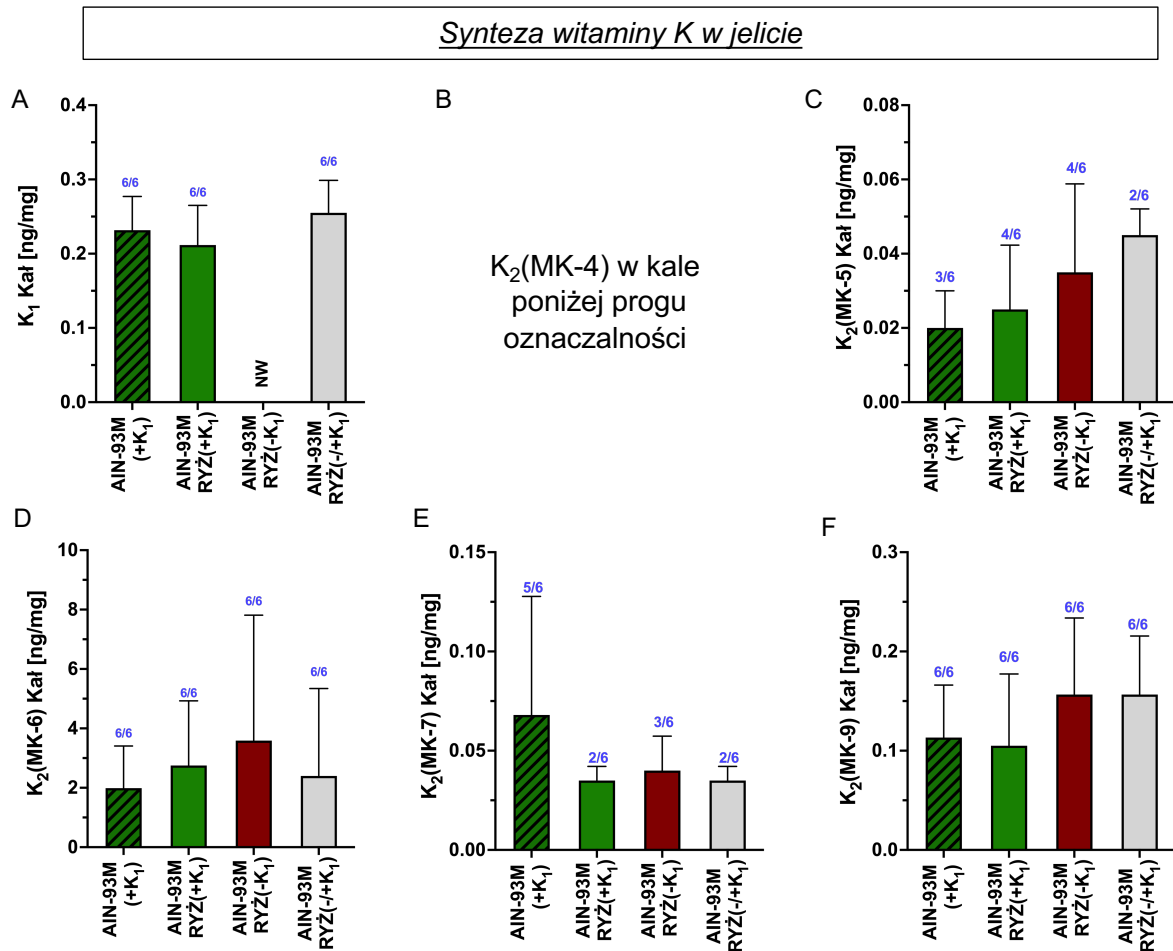 Synteza witaminy K w jelicie
A
K1 Kał [ng/mg]
0.4
0.3
0.2
0.1
0.0
6/6
6/6
NW
6/6
AIN-93M
(+K1)
AIN-93M
RYŻ(+K1)
AIN-93M
RYŻ(-K1)
AIN-93M
RYŻ(-/+K1)
B
K2(MK-4) w kale
poniżej progu
oznaczalności
C
K2(MK-5) Kał [ng/mg]
0.08
0.06
0.04
0.02
0.00
3/6
4/6
4/6
2/6
AIN-93M
(+K1)
AIN-93M
RYŻ(+K1)
AIN-93M
RYŻ(-K1)
AIN-93M
RYŻ(-/+K1)
D
K2(MK-6) Kał [ng/mg]
10
8
6
4
2
0
6/6
6/6
6/6
6/6
AIN-93M
(+K1)
AIN-93M
RYŻ(+K1)
AIN-93M
RYŻ(-K1)
AIN-93M
RYŻ(-/+K1)
E
K2(MK-7) Kał [ng/mg]
0.15
0.10
0.05
0.00
5/6
2/6
3/6
2/6
AIN-93M
(+K1)
AIN-93M
RYŻ(+K1)
AIN-93M
RYŻ(-K1)
AIN-93M
RYŻ(-/+K1)
F
K2(MK-9) Kał [ng/mg]
0.3
0.2
0.1
0.0
6/6
6/6
6/6
6/6
AIN-93M
(+K1)
AIN-93M
RYŻ(+K1)
AIN-93M
RYŻ(-K1)
AIN-93M
RYŻ(-/+K1)